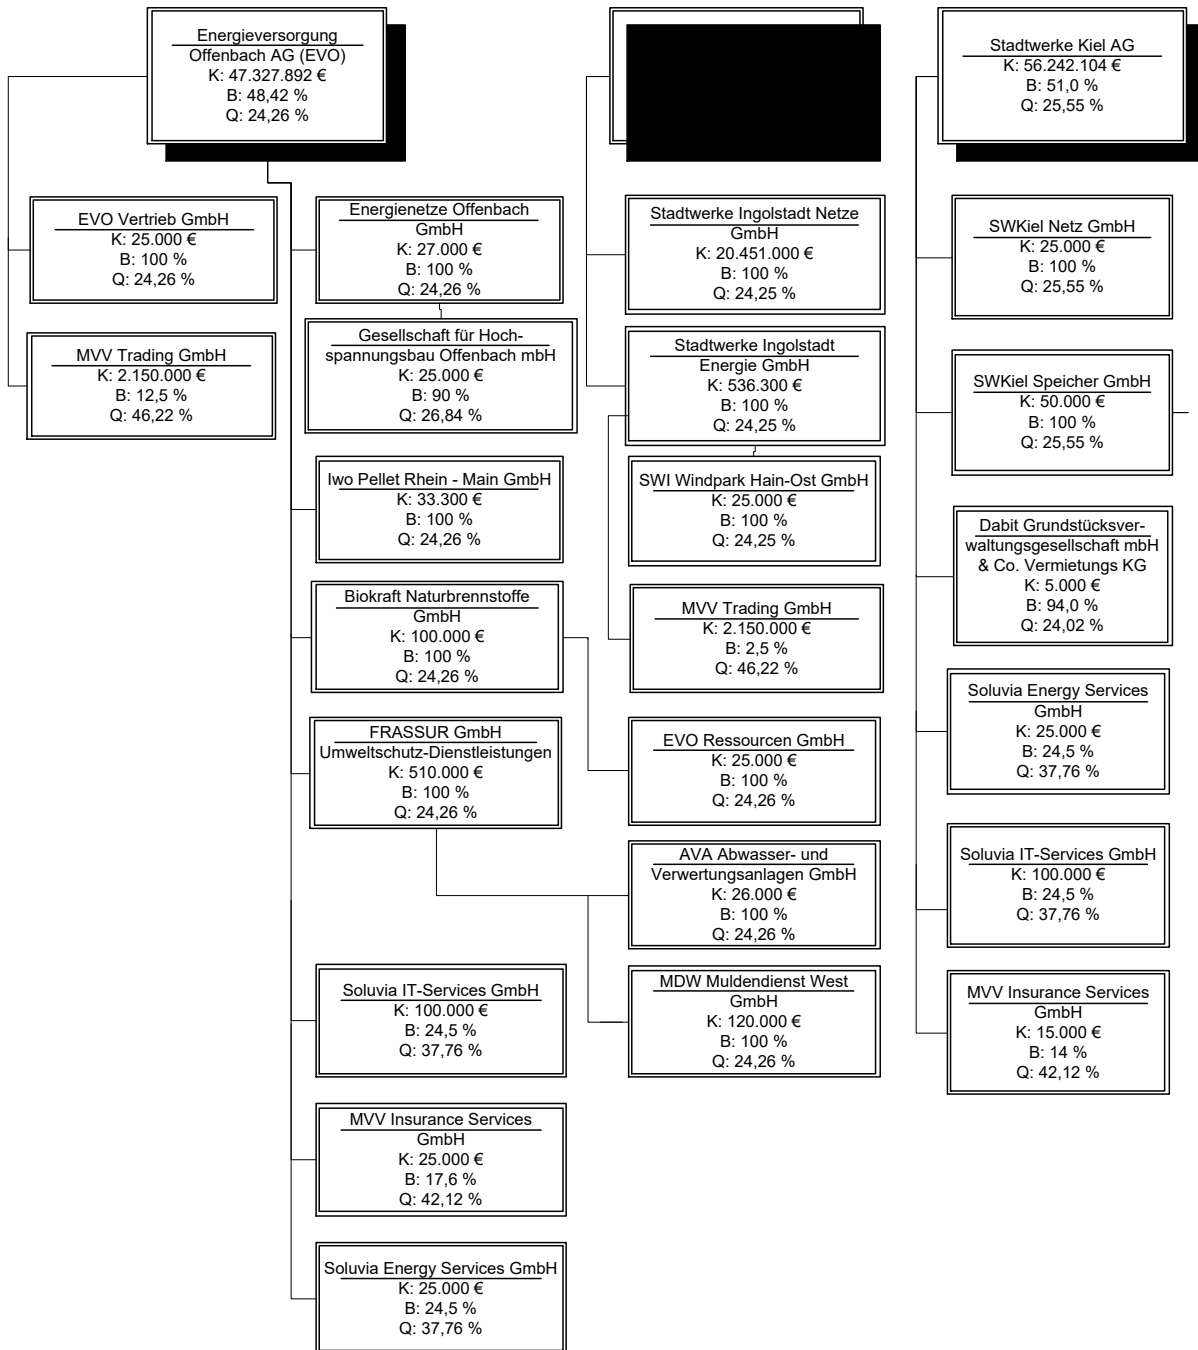 Energieversorgung
Offenbach AG (EVO)
K: 47.327.892 €
B: 48,42 %
Q: 24,26 %
EVO Vertrieb GmbH
K: 25.000 €
B: 100 %
Q: 24,26 %
MVV Trading GmbH
K: 2.150.000 €
B: 12,5 %
Q: 46,22 %
Energienetze Offenbach
GmbH
K: 27.000 €
B: 100 %
Q: 24,26 %
Gesellschaft für Hoch-
spannungsbau Offenbach mbH
K: 25.000 €
B: 90 %
Q: 26,84 %
Iwo Pellet Rhein - Main GmbH
K: 33.300 €
B: 100 %
Q: 24,26 %
Biokraft Naturbrennstoffe
GmbH
K: 100.000 €
B: 100 %
Q: 24,26 %
FRASSUR GmbH
Umweltschutz-Dienstleistungen
K: 510.000 €
B: 100 %
Q: 24,26 %
Soluvia IT-Services GmbH
K: 100.000 €
B: 24,5 %
Q: 37,76 %
MVV Insurance Services
GmbH
K: 25.000 €
B: 17,6 %
Q: 42,12 %
Soluvia Energy Services GmbH
K: 25.000 €
B: 24,5 %
Q: 37,76 %
Stadtwerke Ingolstadt Netze
GmbH
K: 20.451.000 €
B: 100 %
Q: 24,25 %
Stadtwerke Ingolstadt
Energie GmbH
K: 536.300 €
B: 100 %
Q: 24,25 %
SWI Windpark Hain-Ost GmbH
K: 25.000 €
B: 100 %
Q: 24,25 %
MVV Trading GmbH
K: 2.150.000 €
B: 2,5 %
Q: 46,22 %
EVO Ressourcen GmbH
K: 25.000 €
B: 100 %
Q: 24,26 %
AVA Abwasser- und
Verwertungsanlagen GmbH
K: 26.000 €
B: 100 %
Q: 24,26 %
MDW Muldendienst West
GmbH
K: 120.000 €
B: 100 %
Q: 24,26 %
Stadtwerke Kiel AG
K: 56.242.104 €
B: 51,0 %
Q: 25,55 %
SWKiel Netz GmbH
K: 25.000 €
B: 100 %
Q: 25,55 %
SWKiel Speicher GmbH
K: 50.000 €
B: 100 %
Q: 25,55 %
Dabit Grundstücksver-
waltungsgesellschaft mbH
& Co. Vermietungs KG
K: 5.000 €
B: 94,0 %
Q: 24,02 %
Soluvia Energy Services
GmbH
K: 25.000 €
B: 24,5 %
Q: 37,76 %
Soluvia IT-Services GmbH
K: 100.000 €
B: 24,5 %
Q: 37,76 %
MVV Insurance Services
GmbH
K: 15.000 €
B: 14 %
Q: 42,12 %